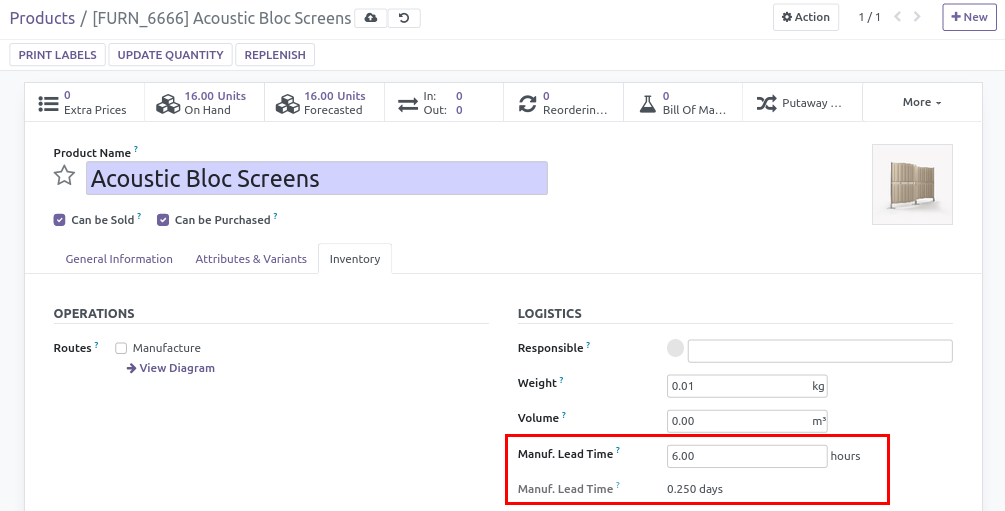 Products / [FURN_6666] Acoustic Bloc Screens
Action
1 / 1
New
PRINT LABELS
UPDATE QUANTITY
REPLENISH
0
Extra Prices
16.00 Units
On Hand
16.00 Units
Forecasted
In: 0
Out: 0
0
Reorderin...
0
Bill Of Ma...
Putaway ...
More
Product Name ?
Acoustic Bloc Screens
Can be Sold ?
Can be Purchased ?
General Information
Attributes & Variants
Inventory
OPERATIONS
Routes ? Manufacture
View Diagram
LOGISTICS
Responsible ?
Weight ? 0.01 kg
Volume ? 0.00 m³
Manuf. Lead Time ? 6.00 hours
Manuf. Lead Time ? 0.250 days